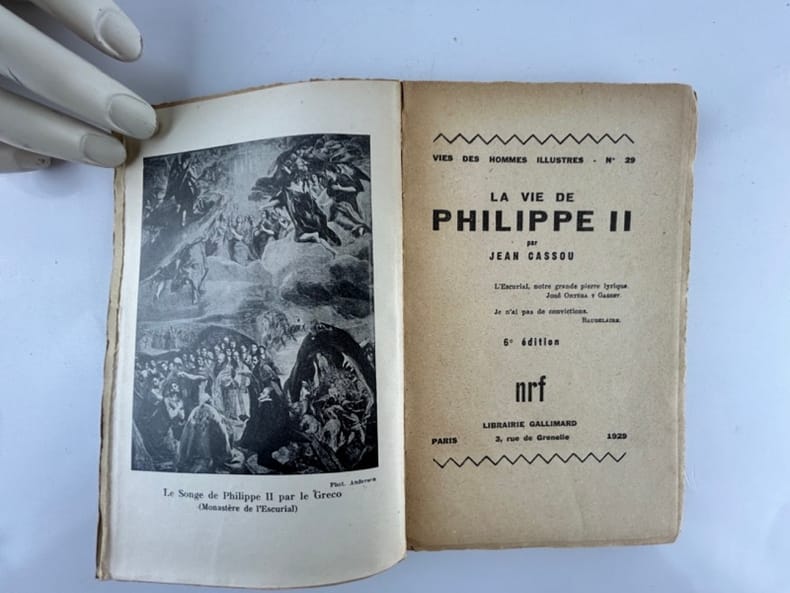 Phot. Anderson
Le Songe de Philippe II par le Greco
(Monastère de l'Escurial)
VIES DES HOMMES ILLUSTRES - N° 29
LA VIE DE
PHILIPPE II
par
JEAN CASSOU
L'Escurial, notre grande pierre lyrique.
José Ortega y Gasset.
Je n'ai pas de convictions.
Baudelaire.
6e édition
nrf
LIBRAIRIE GALLIMARD
PARIS 3, rue de Grenelle 1929